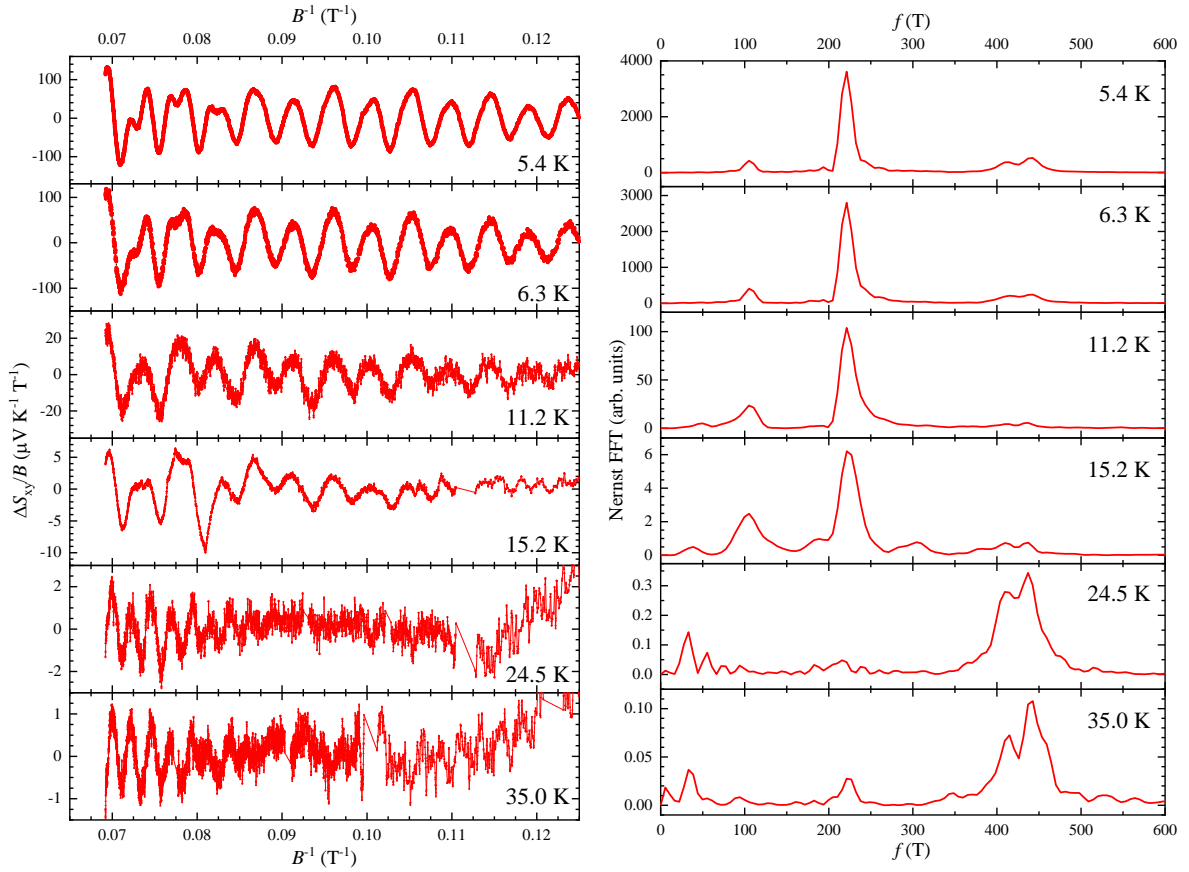 B⁻¹ (T⁻¹)
0.07 0.08 0.09 0.10 0.11 0.12
100
0
-100
5.4 K
100
0
-100
6.3 K
20
0
-20
11.2 K
5
0
-5
-10
15.2 K
2
0
-2
24.5 K
1
0
-1
35.0 K
0.07 0.08 0.09 0.10 0.11 0.12
B⁻¹ (T⁻¹)
ΔS_xy/B (μV K⁻¹ T⁻¹)
f (T)
0 100 200 300 400 500 600
4000
2000
0
5.4 K
3000
2000
1000
0
6.3 K
100
50
0
11.2 K
6
4
2
0
15.2 K
0.3
0.2
0.1
0.0
24.5 K
0.10
0.05
0.00
35.0 K
0 100 200 300 400 500 600
f (T)
Nernst FFT (arb. units)